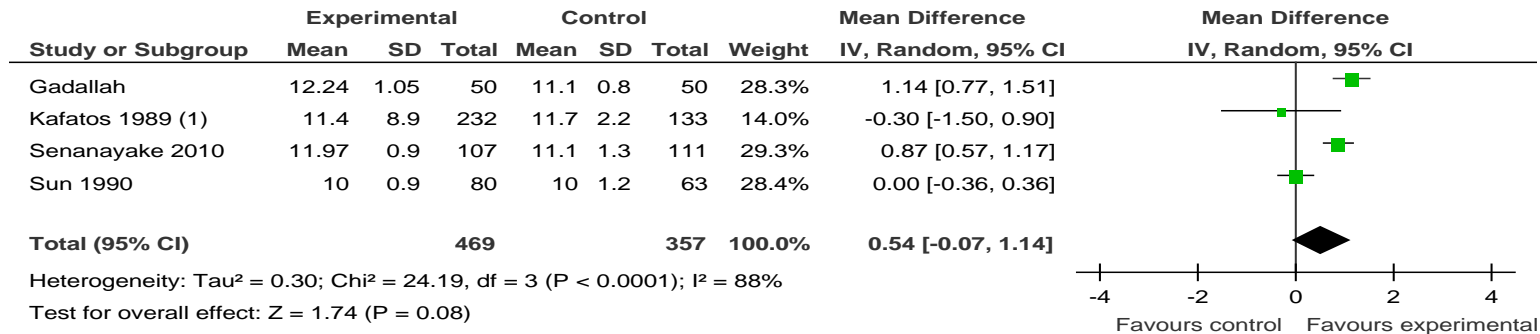 Experimental Control Mean Difference Mean Difference
Study or Subgroup Mean SD Total Mean SD Total Weight IV, Random, 95% CI IV, Random, 95% CI
Gadallah 12.24 1.05 50 11.1 0.8 50 28.3% 1.14 [0.77, 1.51]
Kafatos 1989 (1) 11.4 8.9 232 11.7 2.2 133 14.0% -0.30 [-1.50, 0.90]
Senanayake 2010 11.97 0.9 107 11.1 1.3 111 29.3% 0.87 [0.57, 1.17]
Sun 1990 10 0.9 80 10 1.2 63 28.4% 0.00 [-0.36, 0.36]
Total (95% CI) 469 357 100.0% 0.54 [-0.07, 1.14]
Heterogeneity: Tau² = 0.30; Chi² = 24.19, df = 3 (P < 0.0001); I² = 88%
Test for overall effect: Z = 1.74 (P = 0.08)
-4 -2 0 2 4
Favours control Favours experimental